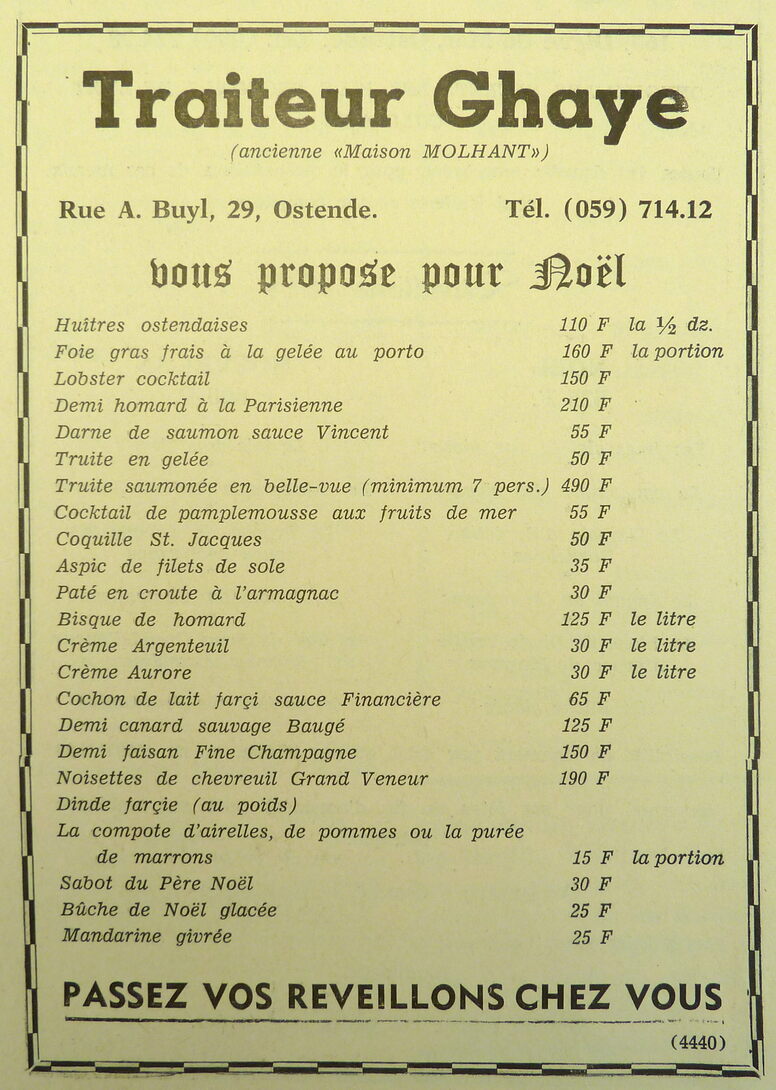 Traiteur Ghaye
(ancienne «Maison MOLHANT»)
Rue A. Buyl, 29, Ostende. Tél. (059) 714.12
vous propose pour Noël
Huîtres ostendaises 110 F la ½ dz.
Foie gras frais à la gelée au porto 160 F la portion
Lobster cocktail 150 F
Demi homard à la Parisienne 210 F
Darne de saumon sauce Vincent 55 F
Truite en gelée 50 F
Truite saumonée en belle-vue (minimum 7 pers.) 490 F
Cocktail de pamplemousse aux fruits de mer 55 F
Coquille St. Jacques 50 F
Aspic de filets de sole 35 F
Paté en croute à l'armagnac 30 F
Bisque de homard 125 F le litre
Crème Argenteuil 30 F le litre
Crème Aurore 30 F le litre
Cochon de lait farçi sauce Financière 65 F
Demi canard sauvage Baugé 125 F
Demi faisan Fine Champagne 150 F
Noisettes de chevreuil Grand Veneur 190 F
Dinde farçie (au poids)
La compote d'airelles, de pommes ou la purée
de marrons 15 F la portion
Sabot du Père Noël 30 F
Bûche de Noël glacée 25 F
Mandarine givrée 25 F
PASSEZ VOS REVEILLONS CHEZ VOUS
(4440)